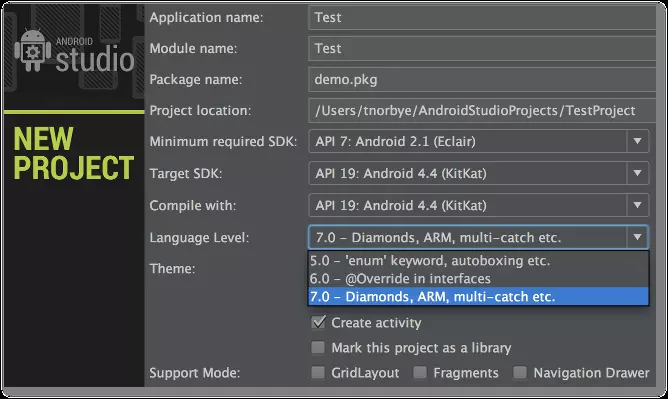 ANDROID
studio
NEW
PROJECT
Application name: Test
Module name: Test
Package name: demo.pkg
Project location: /Users/tnorbye/AndroidStudioProjects/TestProject
Minimum required SDK: API 7: Android 2.1 (Eclair)
Target SDK: API 19: Android 4.4 (KitKat)
Compile with: API 19: Android 4.4 (KitKat)
Language Level: 7.0 – Diamonds, ARM, multi-catch etc.
Theme:
5.0 – 'enum' keyword, autoboxing etc.
6.0 – @Override in interfaces
7.0 – Diamonds, ARM, multi-catch etc.
Create activity
Mark this project as a library
Support Mode: GridLayout Fragments Navigation Drawer